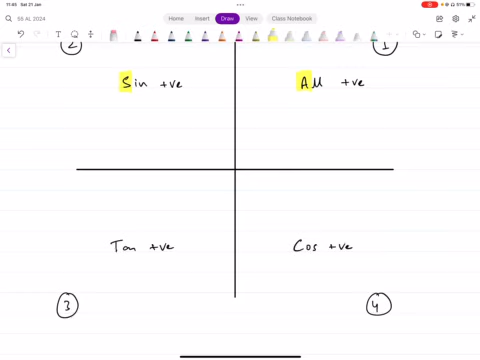 11:45 Sat 21 Jan
57%
SS AL 2024
Home Insert Draw View Class Notebook
2 1
Sin +ve All +ve
Tan +ve Cos +ve
3 4